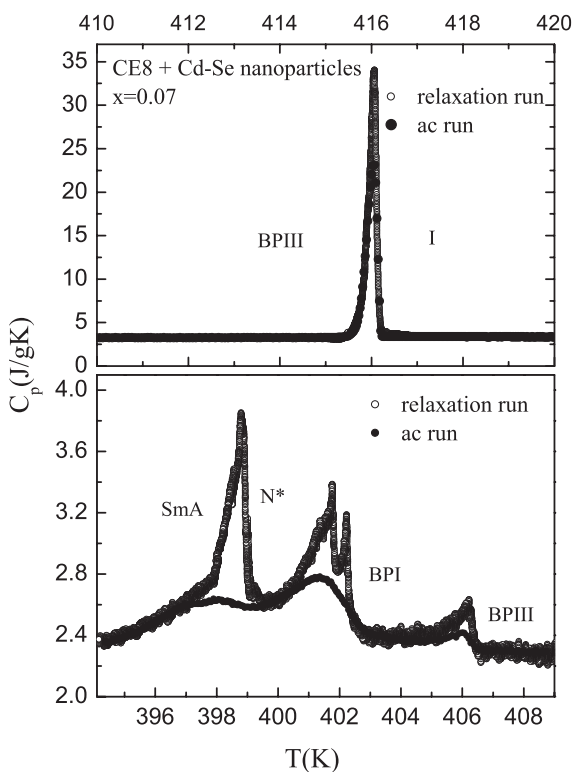 410 412 414 416 418 420
CE8 + Cd-Se nanoparticles
x=0.07
relaxation run
ac run
35
30
25
20
15
10
5
0
BPIII
I
Cp(J/gK)
4.0
3.6
3.2
2.8
2.4
2.0
relaxation run
ac run
SmA
N*
BPI
BPIII
396 398 400 402 404 406 408
T(K)